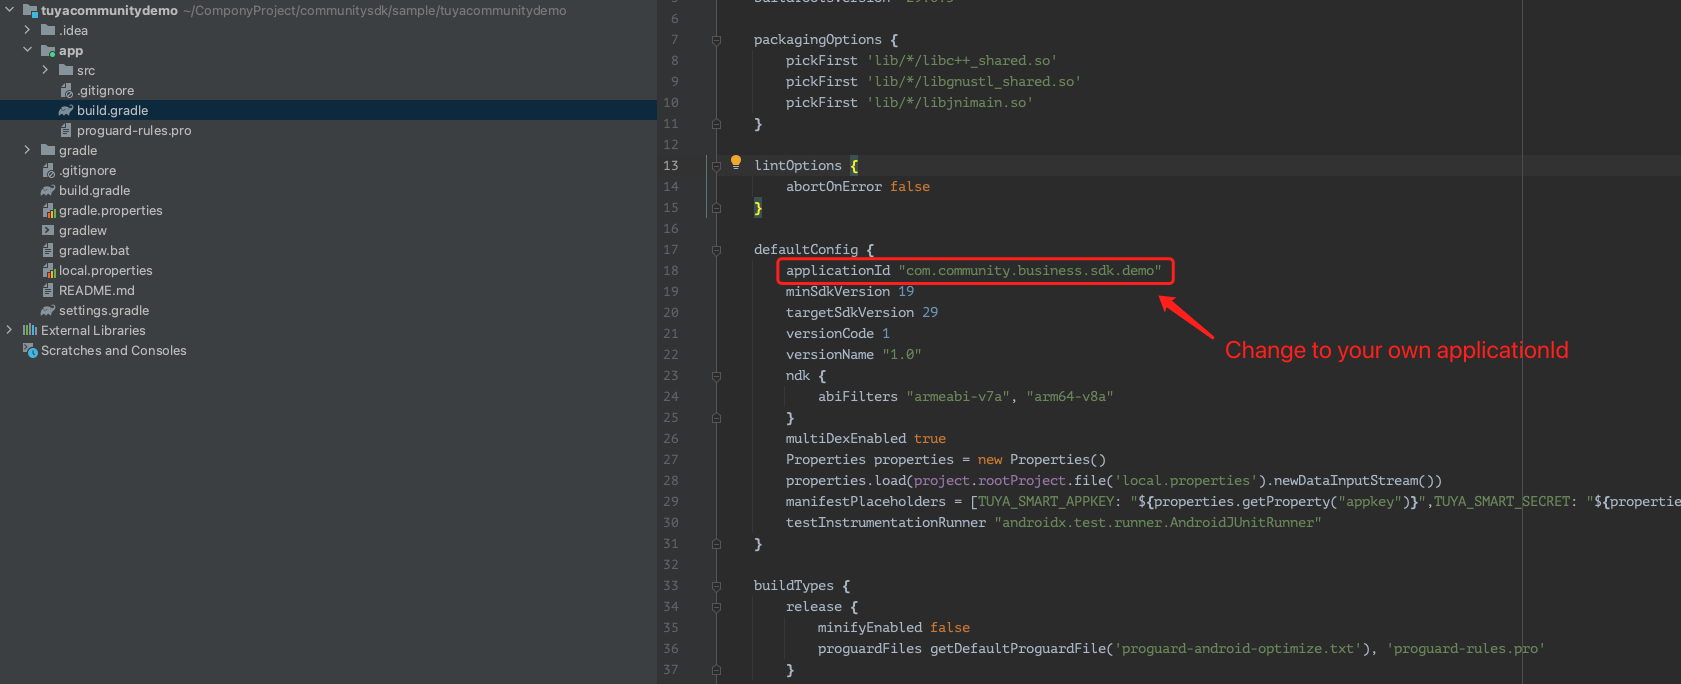 tuyacommunitydemo ~/ComponyProject/communitysdk/sample/tuyacommunitydemo
.idea
app
src
.gitignore
build.gradle
proguard-rules.pro
gradle
.gitignore
build.gradle
gradle.properties
gradlew
gradlew.bat
local.properties
README.md
settings.gradle
External Libraries
Scratches and Consoles
6
7 packagingOptions {
8 pickFirst 'lib/*/libc++_shared.so'
9 pickFirst 'lib/*/libgnustl_shared.so'
10 pickFirst 'lib/*/libjnimain.so'
11 }
12
13 lintOptions {
14 abortOnError false
15 }
16
17 defaultConfig {
18 applicationId "com.community.business.sdk.demo"
19 minSdkVersion 19
20 targetSdkVersion 29
21 versionCode 1
22 versionName "1.0"
Change to your own applicationId
23 ndk {
24 abiFilters "armeabi-v7a", "arm64-v8a"
25 }
26 multiDexEnabled true
27 Properties properties = new Properties()
28 properties.load(project.rootProject.file('local.properties').newDataInputStream())
29 manifestPlaceholders = [TUYA_SMART_APPKEY: "${properties.getProperty("appkey")}",TUYA_SMART_SECRET: "${propertie
30 testInstrumentationRunner "androidx.test.runner.AndroidJUnitRunner"
31 }
32
33 buildTypes {
34 release {
35 minifyEnabled false
36 proguardFiles getDefaultProguardFile('proguard-android-optimize.txt'), 'proguard-rules.pro'
37 }